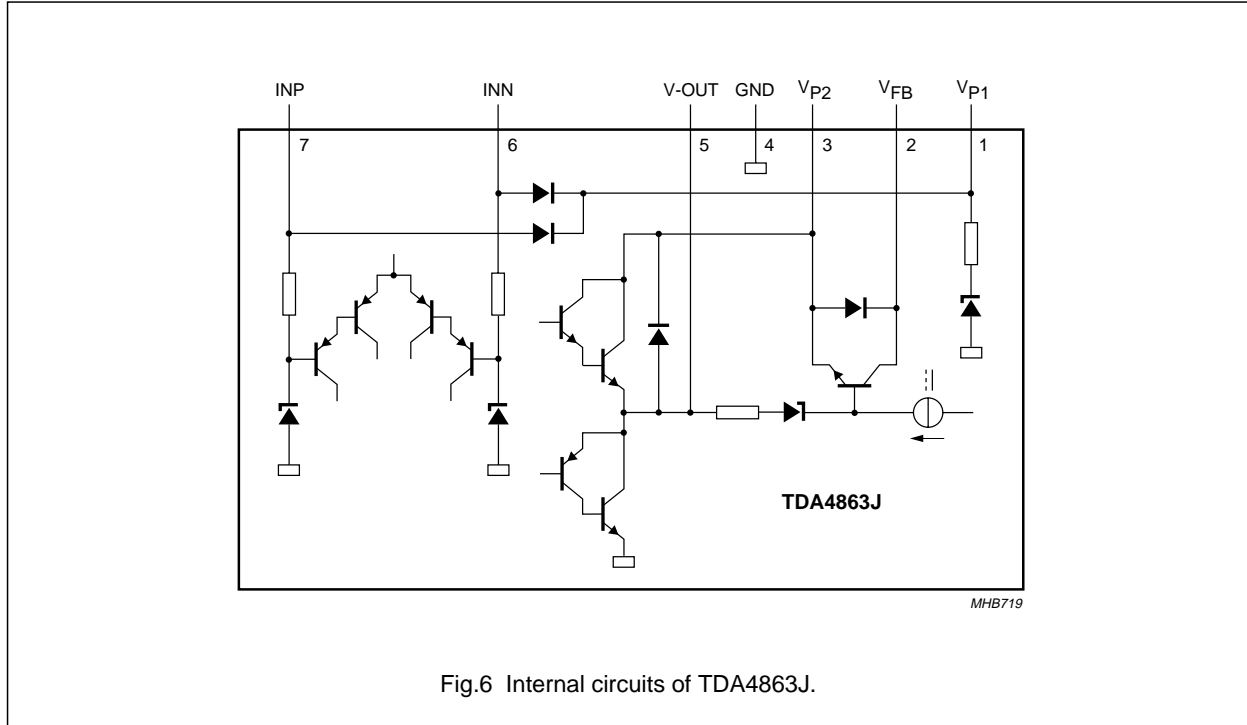 INP INN V-OUT GND VP2 VFB VP1
7 6 5 4 3 2 1
TDA4863J
MHB719
Fig.6 Internal circuits of TDA4863J.